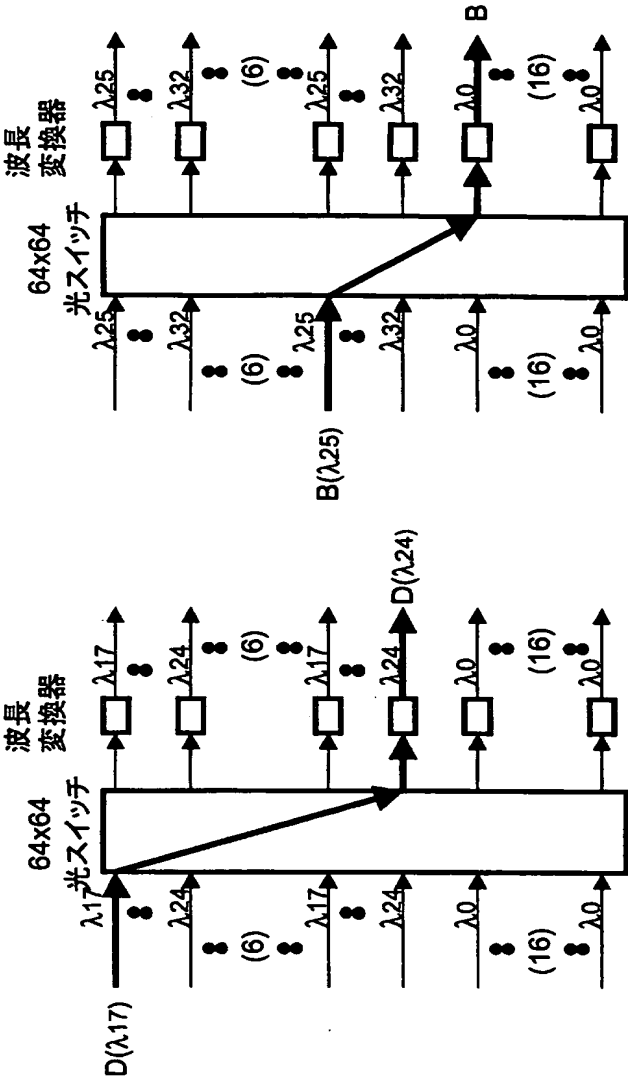 波長
変換器
64x64
光スイッチ
λ25
λ25
λ32
λ32
(6)
(6)
λ25
λ25
B(λ25)
λ32
λ32
λ0
λ0
B
(16)
(16)
λ0
λ0
波長
変換器
64x64
光スイッチ
D(λ17)
λ17
λ17
λ24
λ24
(6)
(6)
λ17
λ17
λ24
λ24
D(λ24)
λ0
λ0
(16)
(16)
λ0
λ0